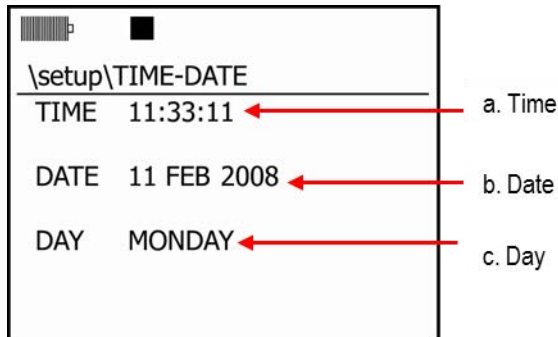 \setup\TIME-DATE
TIME 11:33:11
a. Time
DATE 11 FEB 2008
b. Date
DAY MONDAY
c. Day